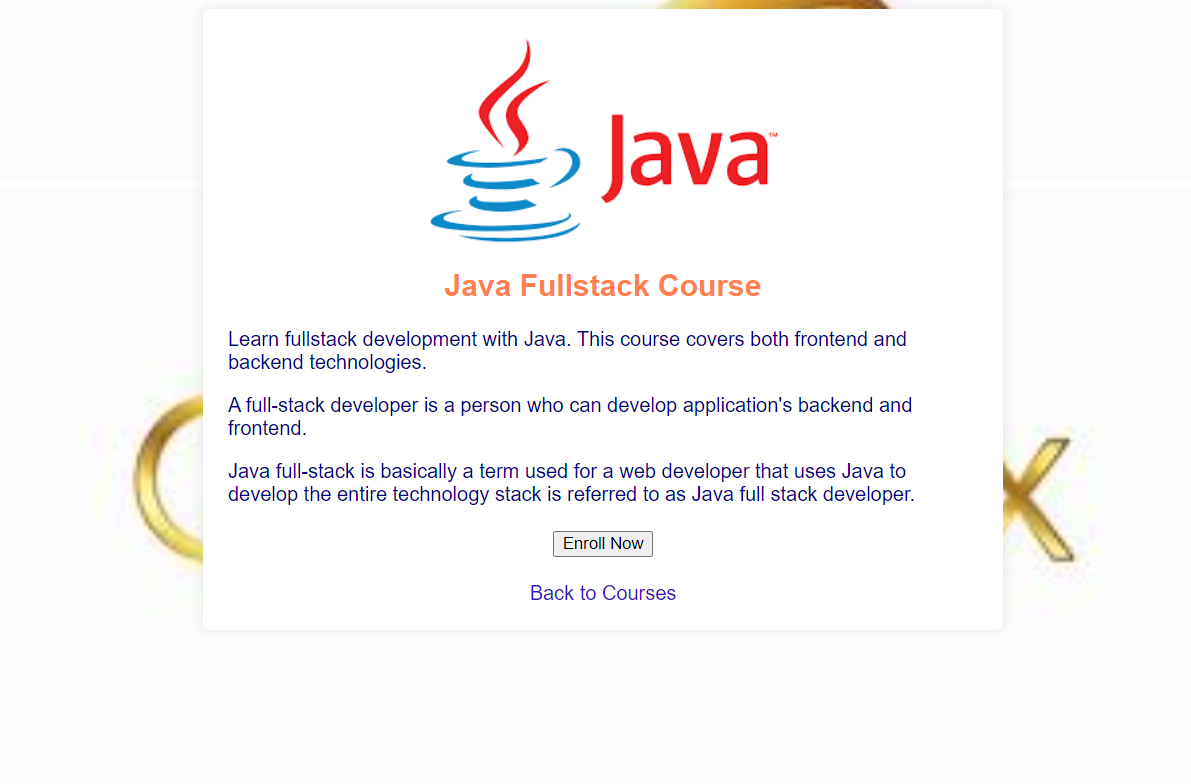 Java™
Java Fullstack Course
Learn fullstack development with Java. This course covers both frontend and
backend technologies.
A full-stack developer is a person who can develop application's backend and
frontend.
Java full-stack is basically a term used for a web developer that uses Java to
develop the entire technology stack is referred to as Java full stack developer.
Enroll Now
Back to Courses